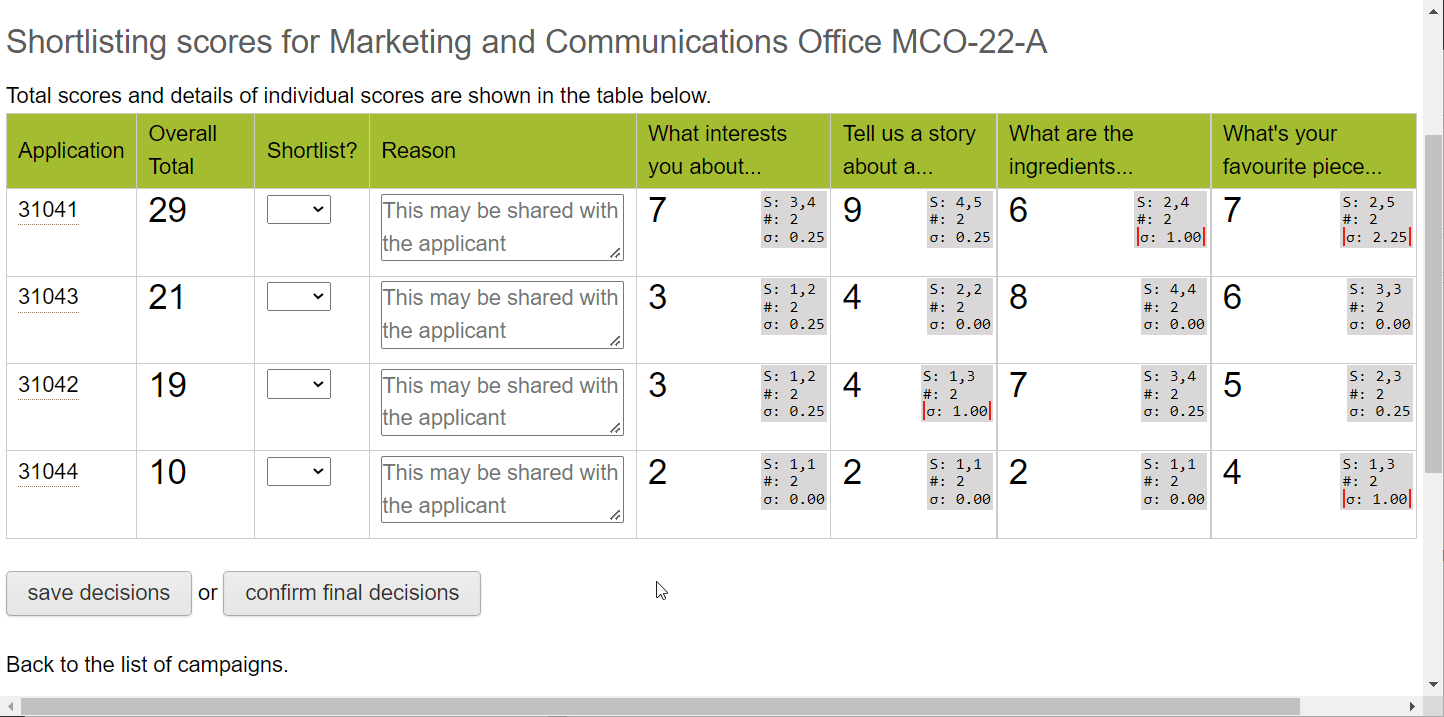 Shortlisting scores for Marketing and Communications Office MCO-22-A
Total scores and details of individual scores are shown in the table below.
Application
Overall
Total
Shortlist?
Reason
What interests
you about...
Tell us a story
about a...
What are the
ingredients...
What's your
favourite piece...
31041
29
This may be shared with
the applicant
7
S: 3,4
#: 2
σ: 0.25
9
S: 4,5
#: 2
σ: 0.25
6
S: 2,4
#: 2
σ: 1.00
7
S: 2,5
#: 2
σ: 2.25
31043
21
This may be shared with
the applicant
3
S: 1,2
#: 2
σ: 0.25
4
S: 2,2
#: 2
σ: 0.00
8
S: 4,4
#: 2
σ: 0.00
6
S: 3,3
#: 2
σ: 0.00
31042
19
This may be shared with
the applicant
3
S: 1,2
#: 2
σ: 0.25
4
S: 1,3
#: 2
σ: 1.00
7
S: 3,4
#: 2
σ: 0.25
5
S: 2,3
#: 2
σ: 0.25
31044
10
This may be shared with
the applicant
2
S: 1,1
#: 2
σ: 0.00
2
S: 1,1
#: 2
σ: 0.00
2
S: 1,1
#: 2
σ: 0.00
4
S: 1,3
#: 2
σ: 1.00
save decisions or confirm final decisions
Back to the list of campaigns.